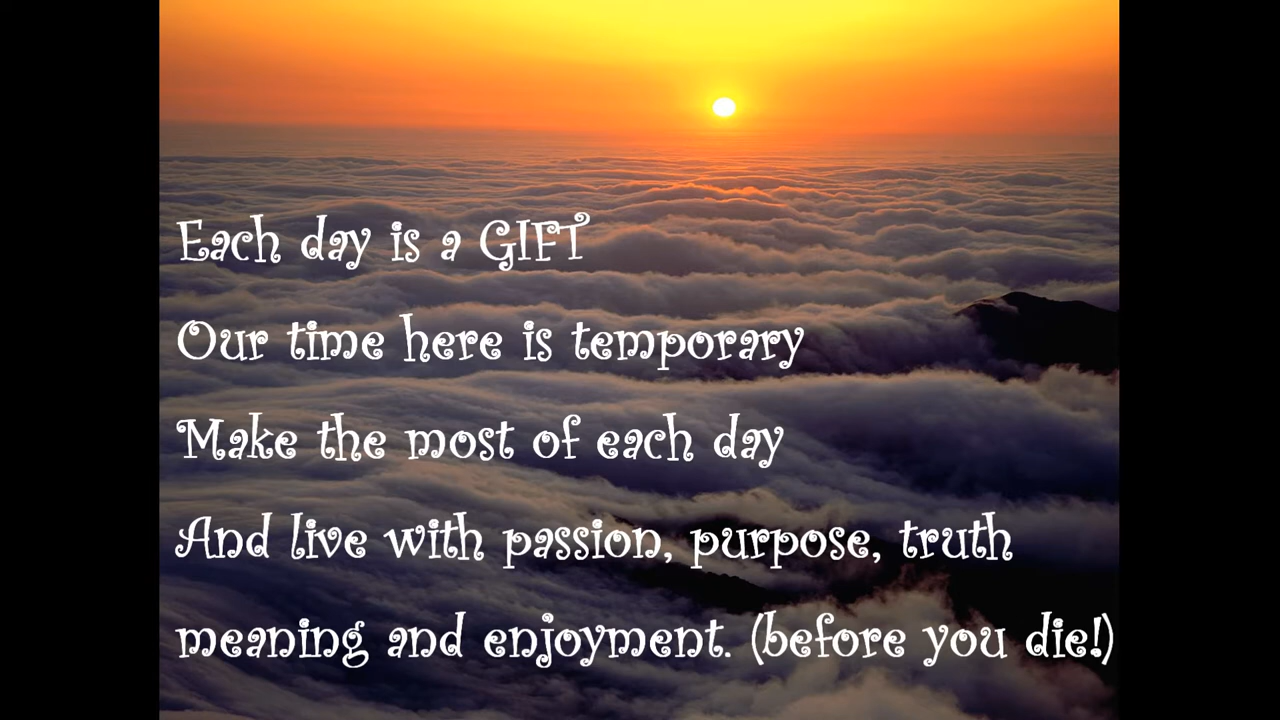 Each day is a GIFT
Our time here is temporary
Make the most of each day
And live with passion, purpose, truth
meaning and enjoyment. (before you die!)